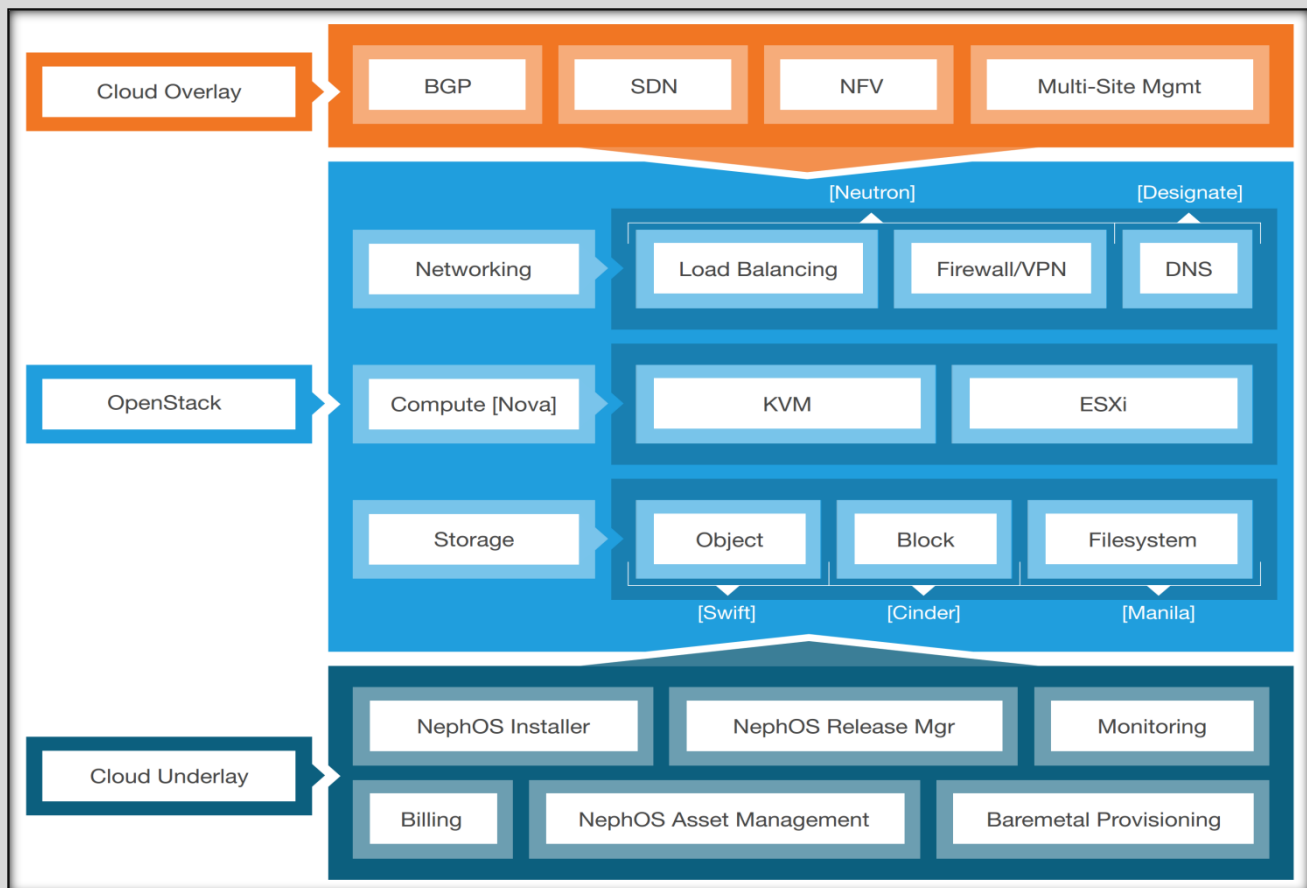 Cloud Overlay
BGP
SDN
NFV
Multi-Site Mgmt
[Neutron]
[Designate]
Networking
Load Balancing
Firewall/VPN
DNS
OpenStack
Compute [Nova]
KVM
ESXi
Storage
Object
Block
Filesystem
[Swift]
[Cinder]
[Manila]
Cloud Underlay
NephOS Installer
NephOS Release Mgr
Monitoring
Billing
NephOS Asset Management
Baremetal Provisioning